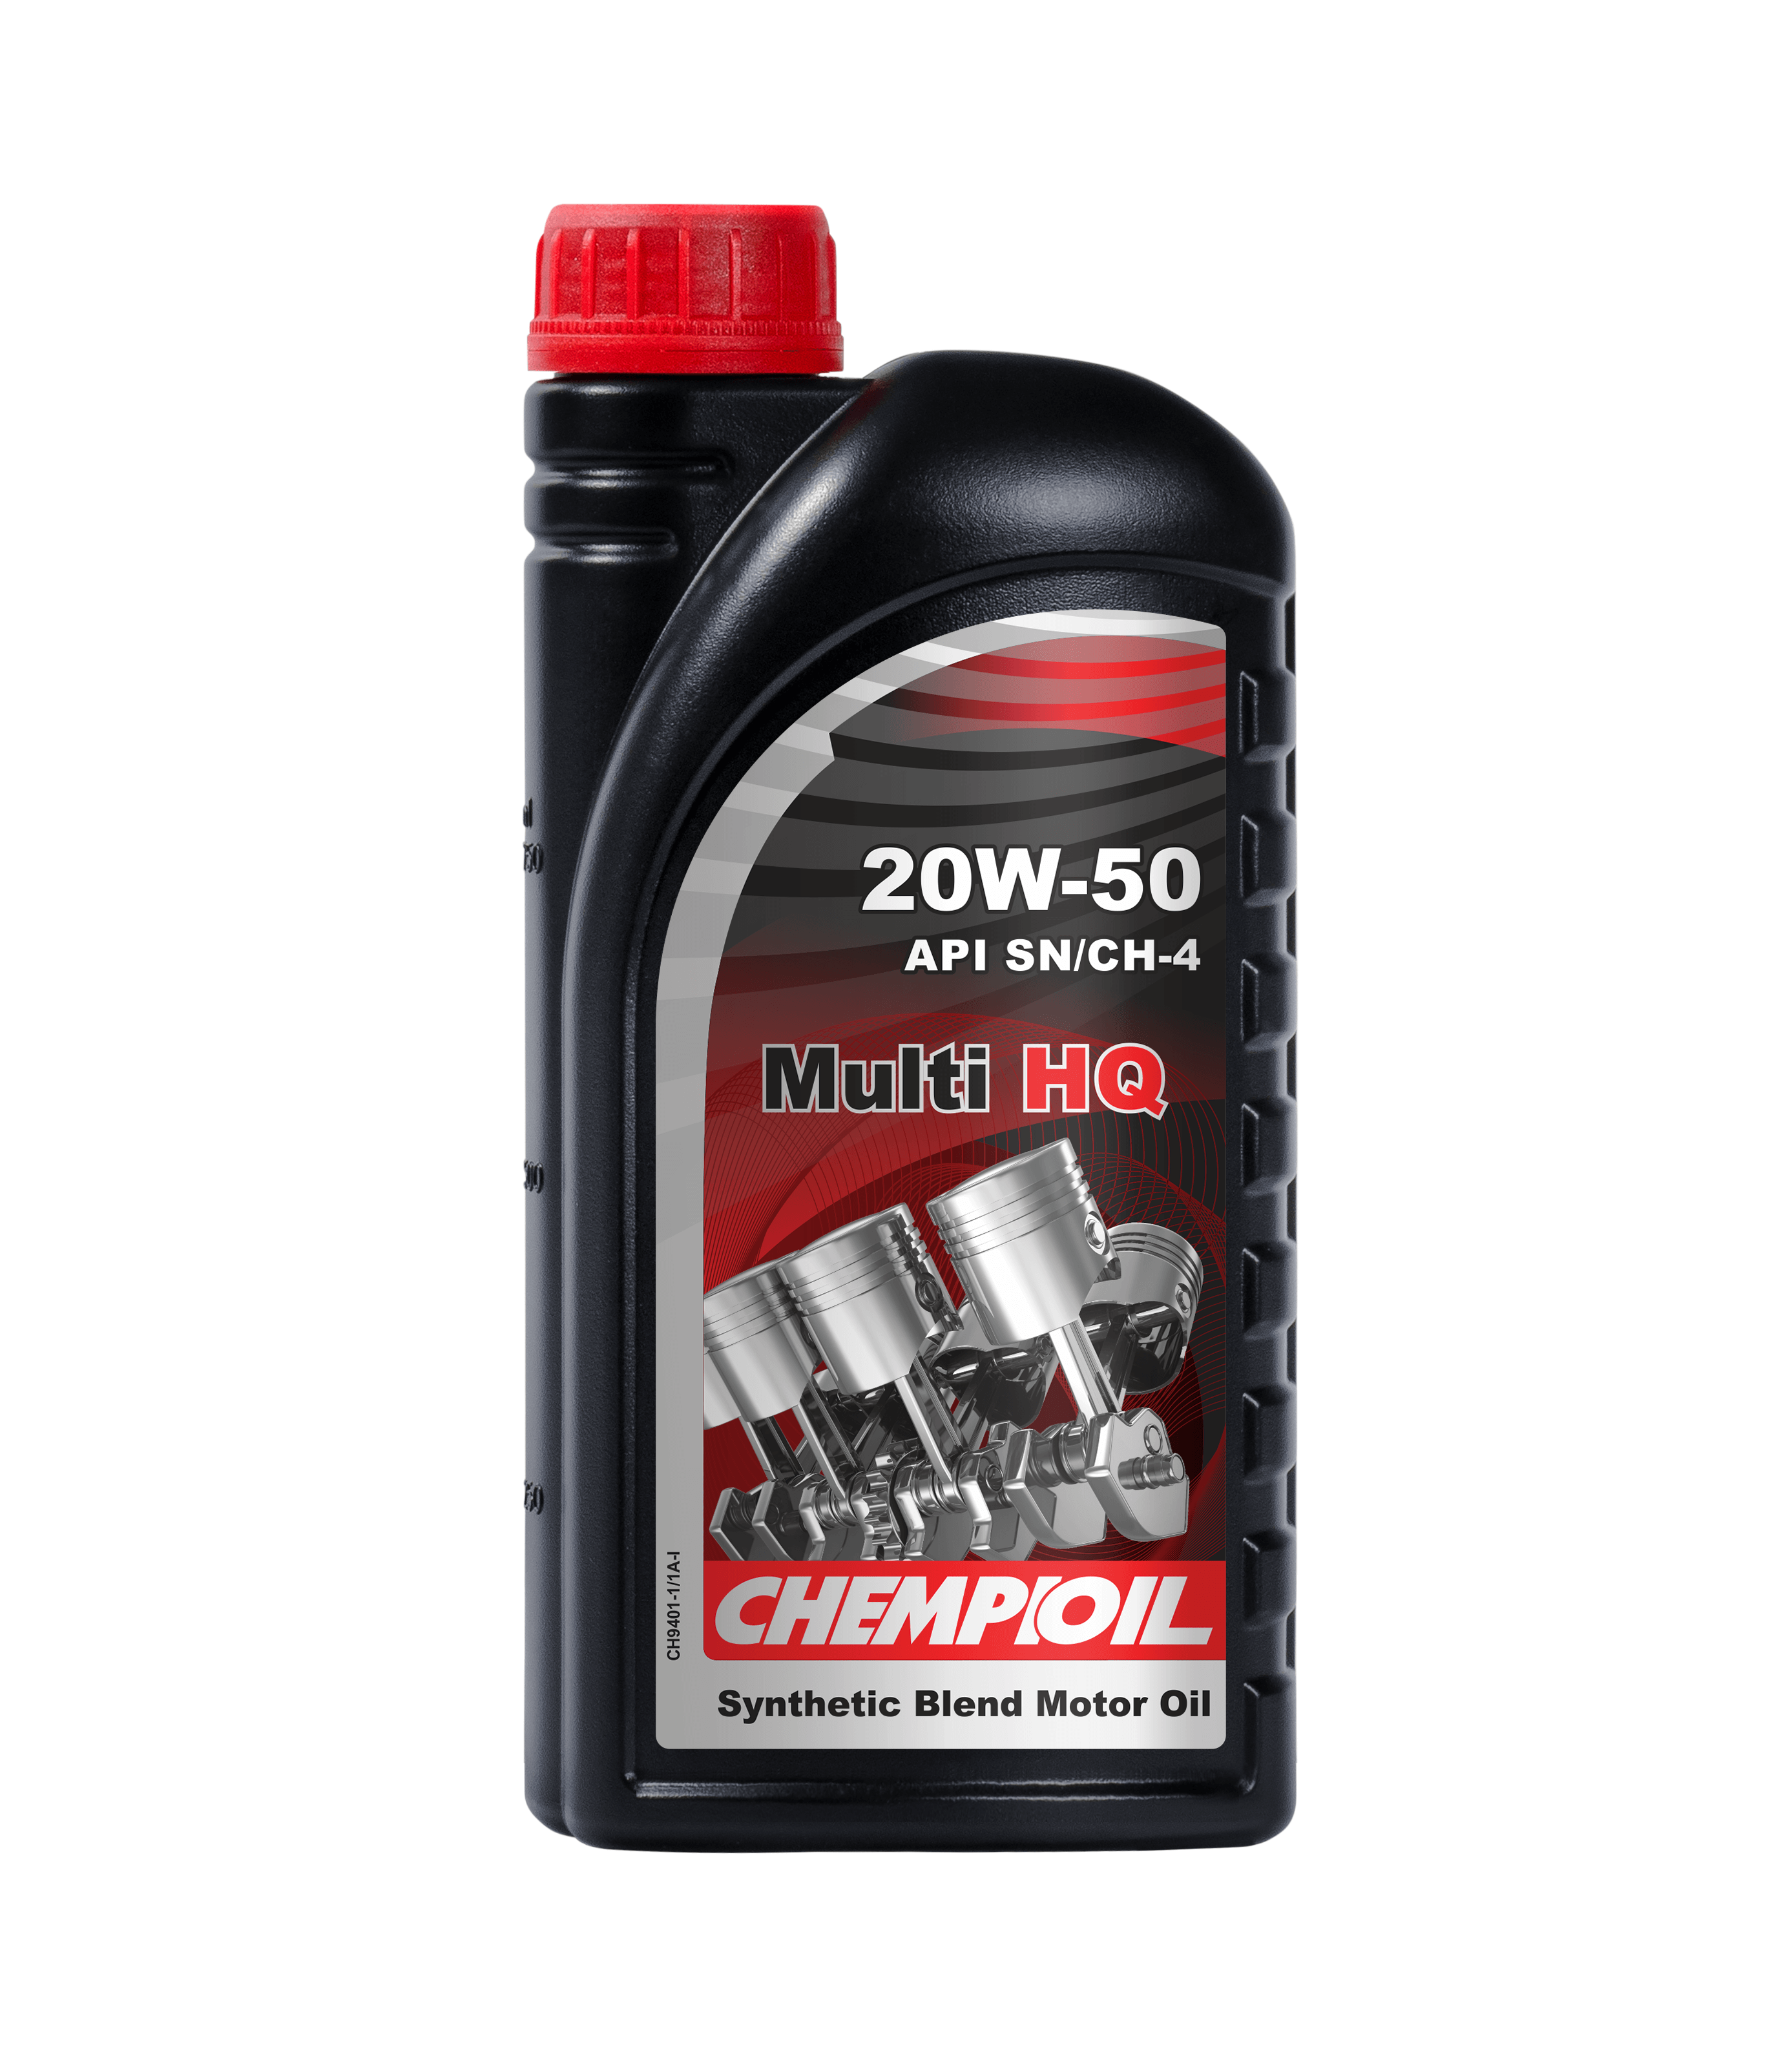 20W-50
API SN/CH-4
Multi HQ
CHEMPIOIL
Synthetic Blend Motor Oil
CH9401-1/1A-I